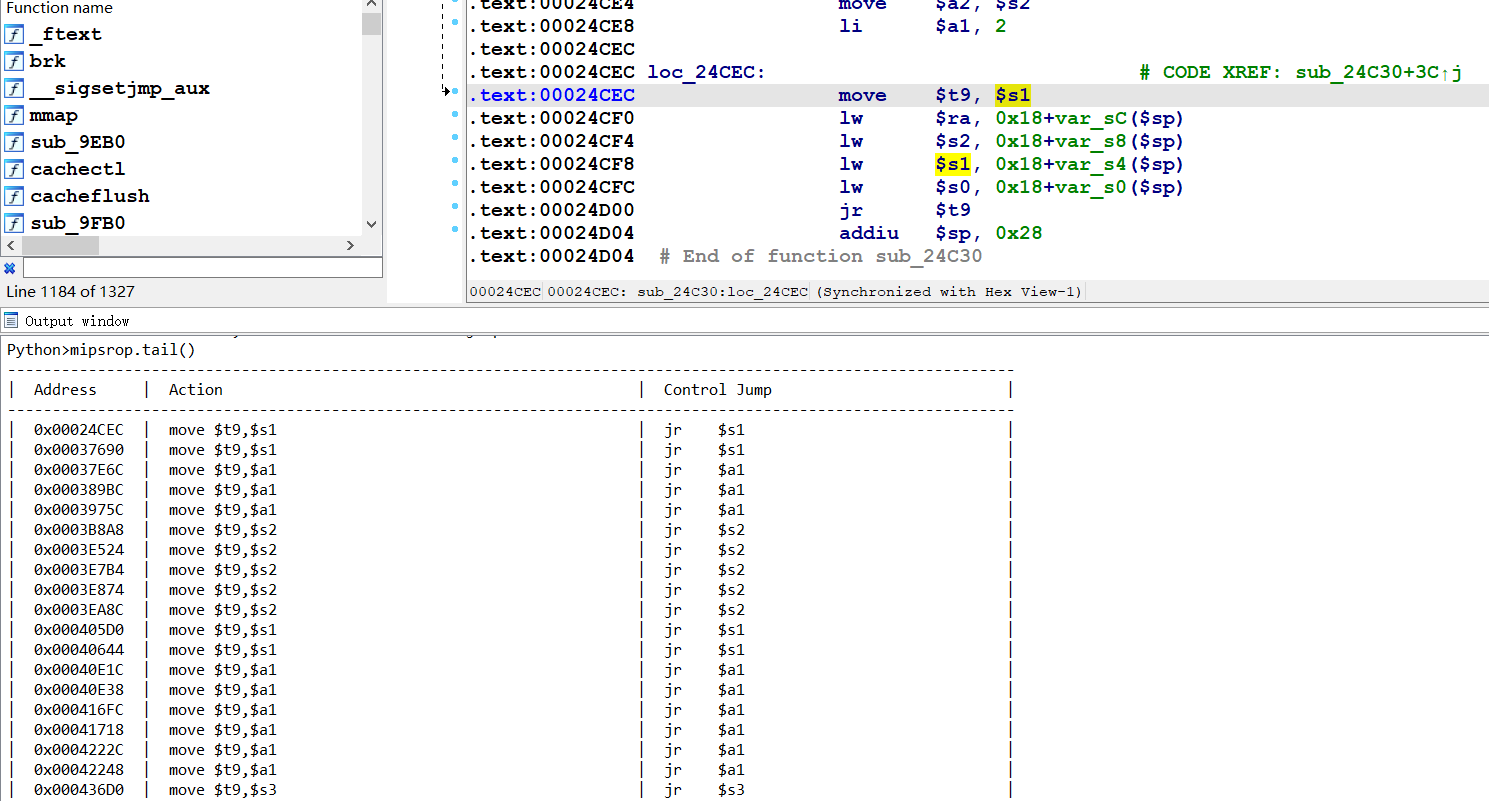 Function name
_ftext
brk
__sigsetjmp_aux
mmap
sub_9EB0
cachectl
cacheflush
sub_9FB0
Line 1184 of 1327
.text:00024CE4 move $a2, $s2
.text:00024CE8 li $a1, 2
.text:00024CEC
.text:00024CEC loc_24CEC: # CODE XREF: sub_24C30+3C↑j
.text:00024CEC move $t9, $s1
.text:00024CF0 lw $ra, 0x18+var_sC($sp)
.text:00024CF4 lw $s2, 0x18+var_s8($sp)
.text:00024CF8 lw $s1, 0x18+var_s4($sp)
.text:00024CFC lw $s0, 0x18+var_s0($sp)
.text:00024D00 jr $t9
.text:00024D04 addiu $sp, 0x28
.text:00024D04 # End of function sub_24C30
00024CEC 00024CEC: sub_24C30:loc_24CEC (Synchronized with Hex View-1)
Output window
Python>mipsrop.tail()
----------------------------------------------------------------------------------------------------------------
| Address | Action | Control Jump |
----------------------------------------------------------------------------------------------------------------
| 0x00024CEC | move $t9,$s1 | jr $s1 |
| 0x00037690 | move $t9,$s1 | jr $s1 |
| 0x00037E6C | move $t9,$a1 | jr $a1 |
| 0x000389BC | move $t9,$a1 | jr $a1 |
| 0x0003975C | move $t9,$a1 | jr $a1 |
| 0x0003B8A8 | move $t9,$s2 | jr $s2 |
| 0x0003E524 | move $t9,$s2 | jr $s2 |
| 0x0003E7B4 | move $t9,$s2 | jr $s2 |
| 0x0003E874 | move $t9,$s2 | jr $s2 |
| 0x0003EA8C | move $t9,$s2 | jr $s2 |
| 0x000405D0 | move $t9,$s1 | jr $s1 |
| 0x00040644 | move $t9,$s1 | jr $s1 |
| 0x00040E1C | move $t9,$a1 | jr $a1 |
| 0x00040E38 | move $t9,$a1 | jr $a1 |
| 0x000416FC | move $t9,$a1 | jr $a1 |
| 0x00041718 | move $t9,$a1 | jr $a1 |
| 0x0004222C | move $t9,$a1 | jr $a1 |
| 0x00042248 | move $t9,$a1 | jr $a1 |
| 0x000436D0 | move $t9,$s3 | jr $s3 |